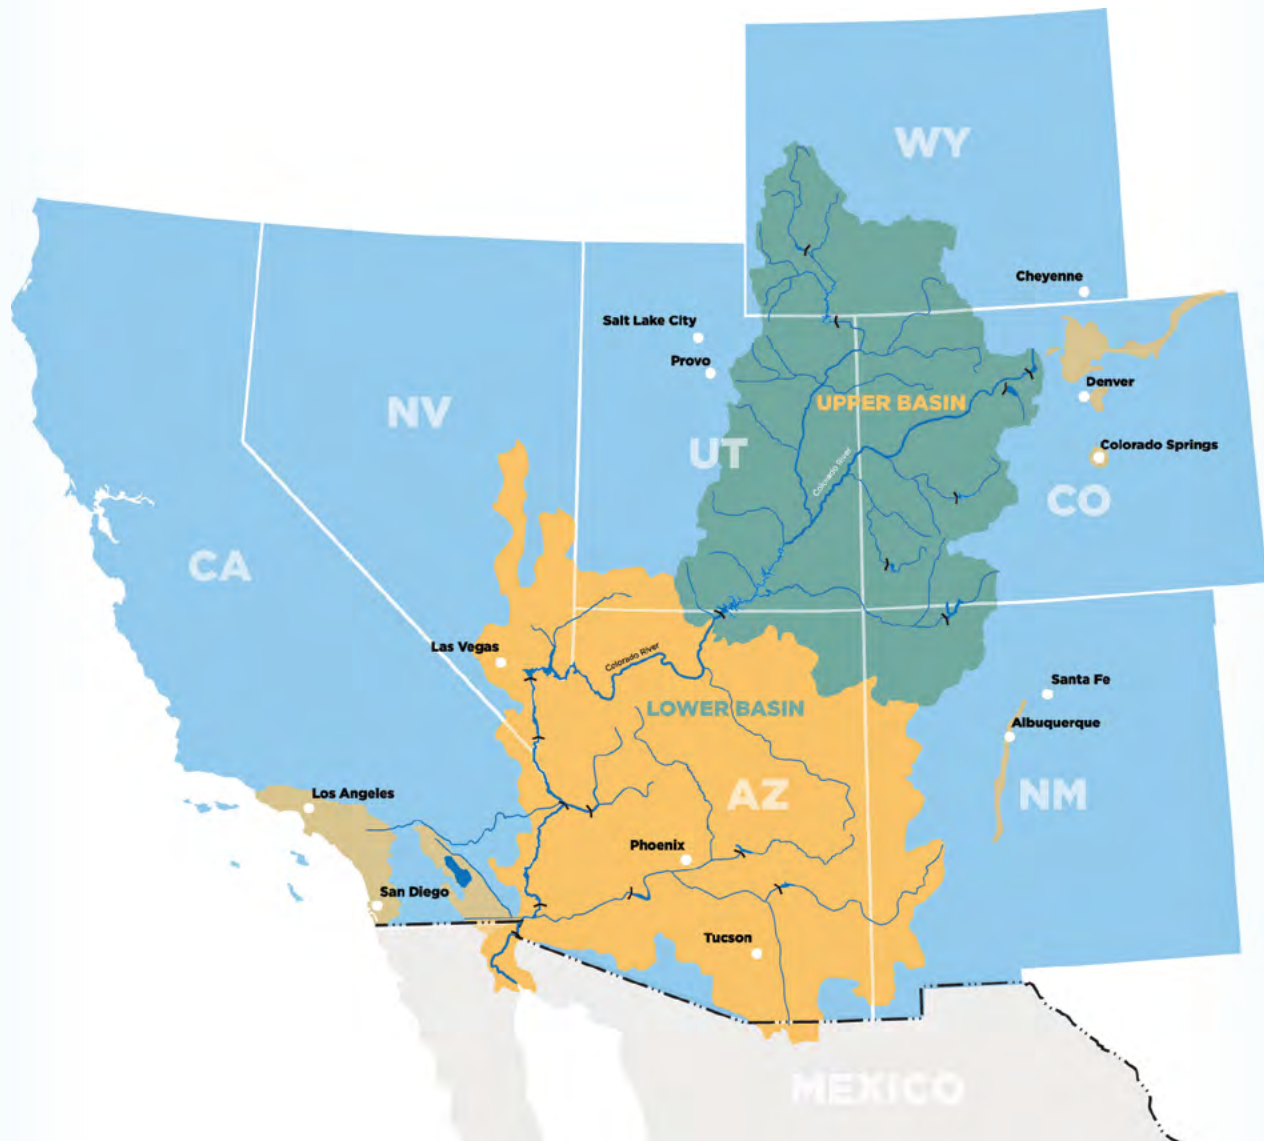 WY
Cheyenne
Salt Lake City
Provo
Denver
UPPER BASIN
NV
UT
Colorado River
Colorado Springs
CO
CA
Las Vegas
Colorado River
Santa Fe
LOWER BASIN
Albuquerque
Los Angeles
AZ
NM
Phoenix
San Diego
Tucson
MEXICO